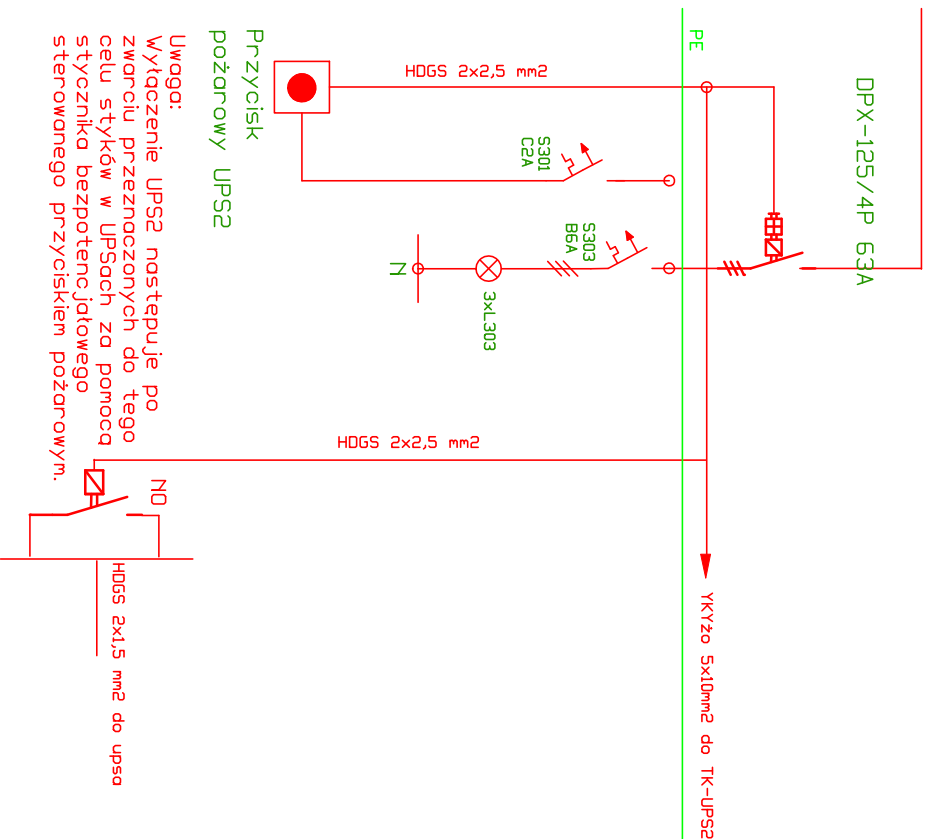 DPX-125/4P 63A
PE
HDGS 2x2,5 mm2
S301
C2A
S303
B6A
3xL303
N
Przycisk
pożarowy UPS2
Uwaga:
Wyłączenie UPS2 następuje po
zwarciu przeznaczonych do tego
celu styków w UPSach za pomocą
stycznika bezpotencjałowego
sterowanego przyciskiem pożarowym.
HDGS 2x2,5 mm2
NO
HDGS 2x1,5 mm2 do upsa
YKYżo 5x10mm2 do TK-UPS2